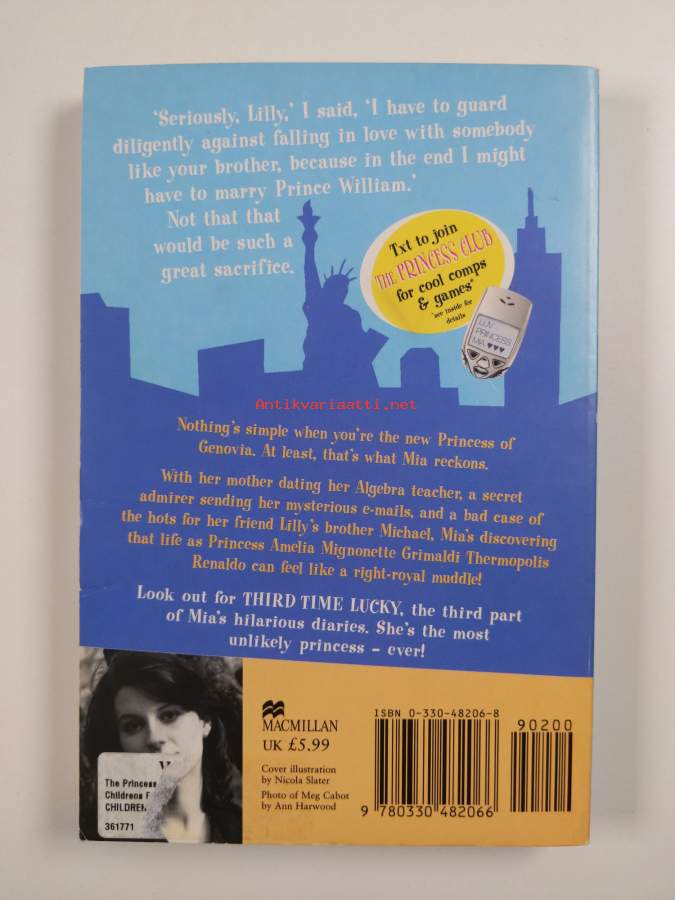 'Seriously, Lilly,' I said, 'I have to guard
diligently against falling in love with somebody
like your brother, because in the end I might
have to marry Prince William.'
Not that that
would be such a
great sacrifice.
Txt to join
THE PRINCESS CLUB
for cool comps
& games*
*see inside for
details
LUV
PRINCESS
MIA ♥♥♥
Antikvariaatti.net
Nothing's simple when you're the new Princess of
Genovia. At least, that's what Mia reckons.
With her mother dating her Algebra teacher, a secret
admirer sending her mysterious e-mails, and a bad case of
the hots for her friend Lilly's brother Michael, Mia's discovering
that life as Princess Amelia Mignonette Grimaldi Thermopolis
Renaldo can feel like a right-royal muddle!
Look out for THIRD TIME LUCKY, the third part
of Mia's hilarious diaries. She's the most
unlikely princess – ever!
MACMILLAN
UK £5.99
Cover illustration
by Nicola Slater
Photo of Meg Cabot
by Ann Harwood
ISBN 0-330-48206-8
90200
9 780330 482066
The Princess
Childrens
CHILDREN
361771